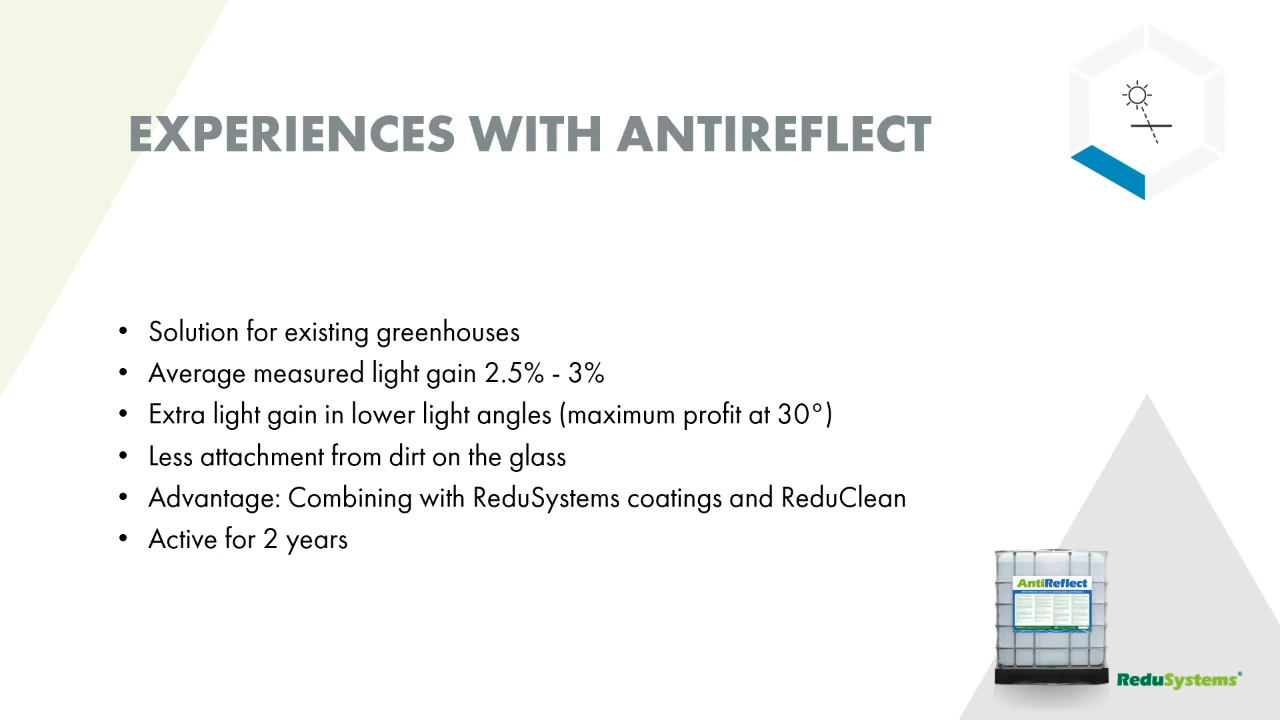 EXPERIENCES WITH ANTIREFLECT
• Solution for existing greenhouses
• Average measured light gain 2.5% - 3%
• Extra light gain in lower light angles (maximum profit at 30°)
• Less attachment from dirt on the glass
• Advantage: Combining with ReduSystems coatings and ReduClean
• Active for 2 years
AntiReflect
ReduSystems®